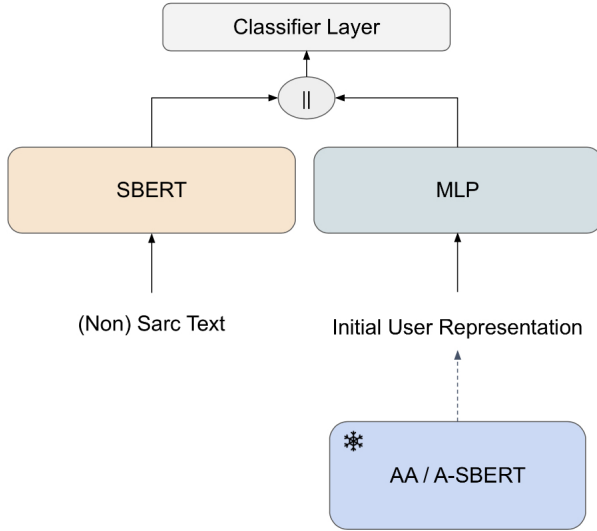 Classifier Layer
||
SBERT
MLP
(Non) Sarc Text
Initial User Representation
AA / A-SBERT